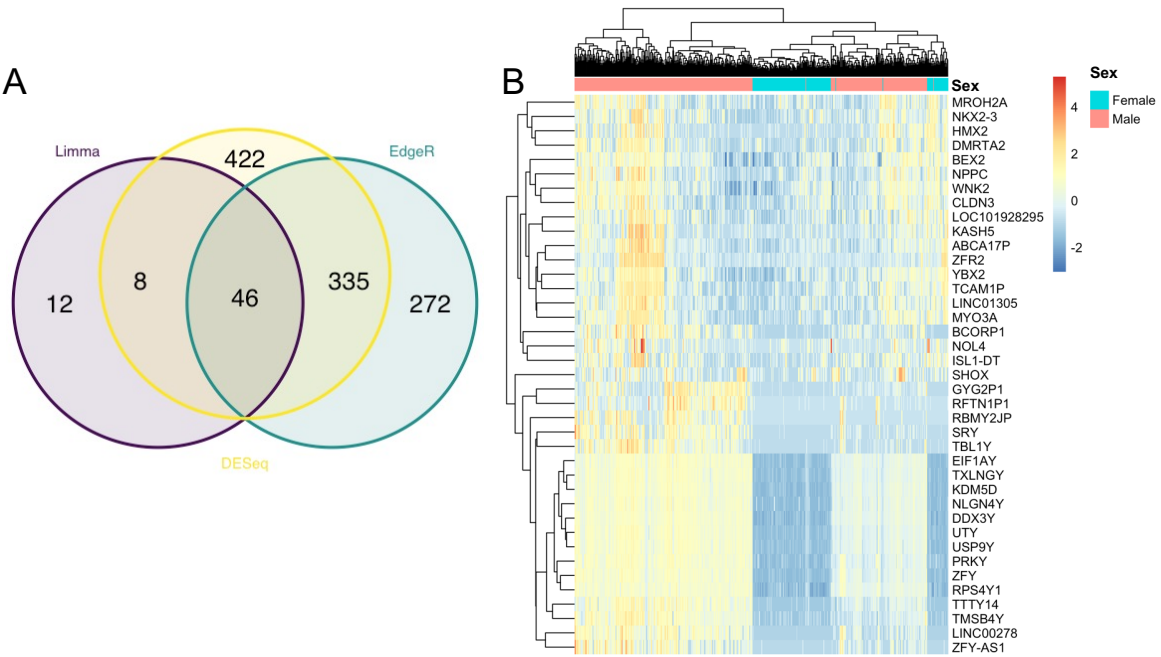 A
Limma
EdgeR
DESeq
422
8
335
12
46
272
B
Sex
MROH2A
NKX2-3
HMX2
DMRTA2
BEX2
NPPC
WNK2
CLDN3
LOC101928295
KASH5
ABCA17P
ZFR2
YBX2
TCAM1P
LINC01305
MYO3A
BCORP1
NOL4
ISL1-DT
SHOX
GYG2P1
RFTN1P1
RBMY2JP
SRY
TBL1Y
EIF1AY
TXLNGY
KDM5D
NLGN4Y
DDX3Y
UTY
USP9Y
PRKY
ZFY
RPS4Y1
TTTY14
TMSB4Y
LINC00278
ZFY-AS1
4
2
0
-2
Sex
Female
Male